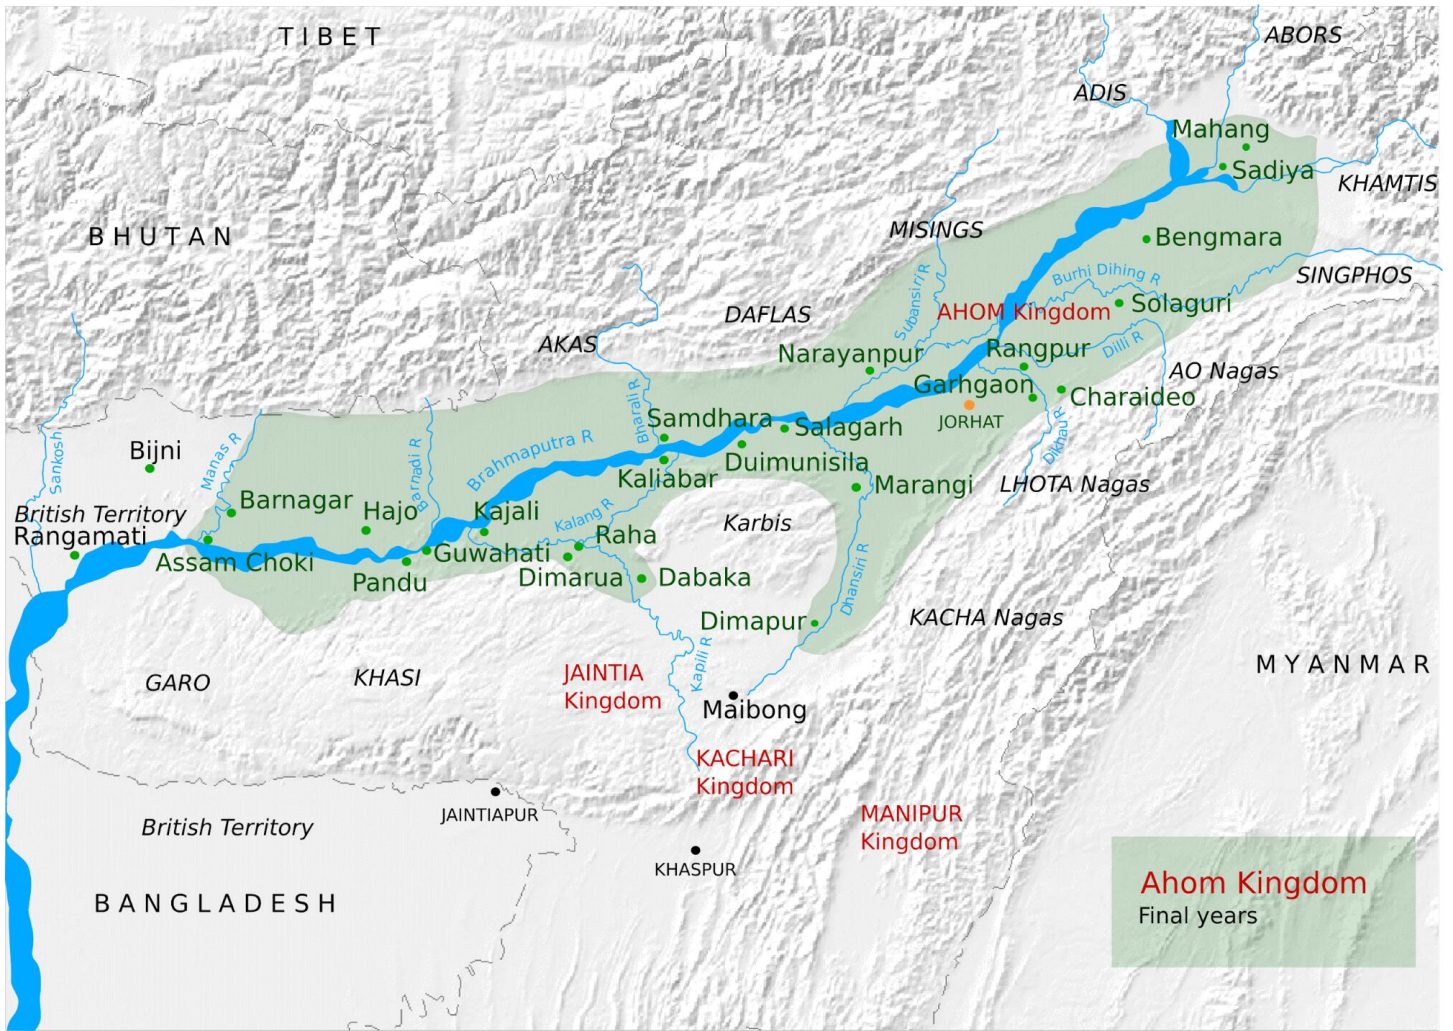 TIBET
ABORS
ADIS
Mahang
Sadiya
KHAMTIS
BHUTAN
MISINGS
Bengmara
SINGPHOS
Burhi Dihing R
Subansiri R
Solaguri
DAFLAS
AHOM Kingdom
AKAS
Narayanpur
Rangpur
Dilli R
AO Nagas
Garhgaon
Charaideo
JORHAT
Bharali R
Samdhara
Salagarh
Dikhau R
Bijni
Sankosh
Manas R
Barnadi R
Brahmaputra R
Kaliabar
Duimunisila
Marangi
LHOTA Nagas
British Territory
Rangamati
Barnagar
Hajo
Kajali
Kalang R
Raha
Karbis
Assam Choki
Pandu
Guwahati
Dimarua
Dabaka
Dhansiri R
Dimapur
KACHA Nagas
GARO
KHASI
JAINTIA
Kingdom
Kapili R
Maibong
MYANMAR
KACHARI
Kingdom
JAINTIAPUR
MANIPUR
Kingdom
British Territory
KHASPUR
BANGLADESH
Ahom Kingdom
Final years